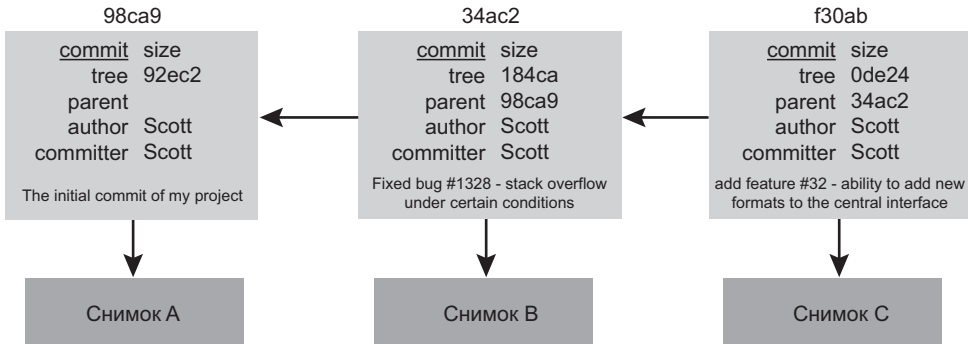 98ca9
commit size
tree 92ec2
parent
author Scott
committer Scott
The initial commit of my project
Снимок A
34ac2
commit size
tree 184ca
parent 98ca9
author Scott
committer Scott
Fixed bug #1328 - stack overflow
under certain conditions
Снимок B
f30ab
commit size
tree 0de24
parent 34ac2
author Scott
committer Scott
add feature #32 - ability to add new
formats to the central interface
Снимок C